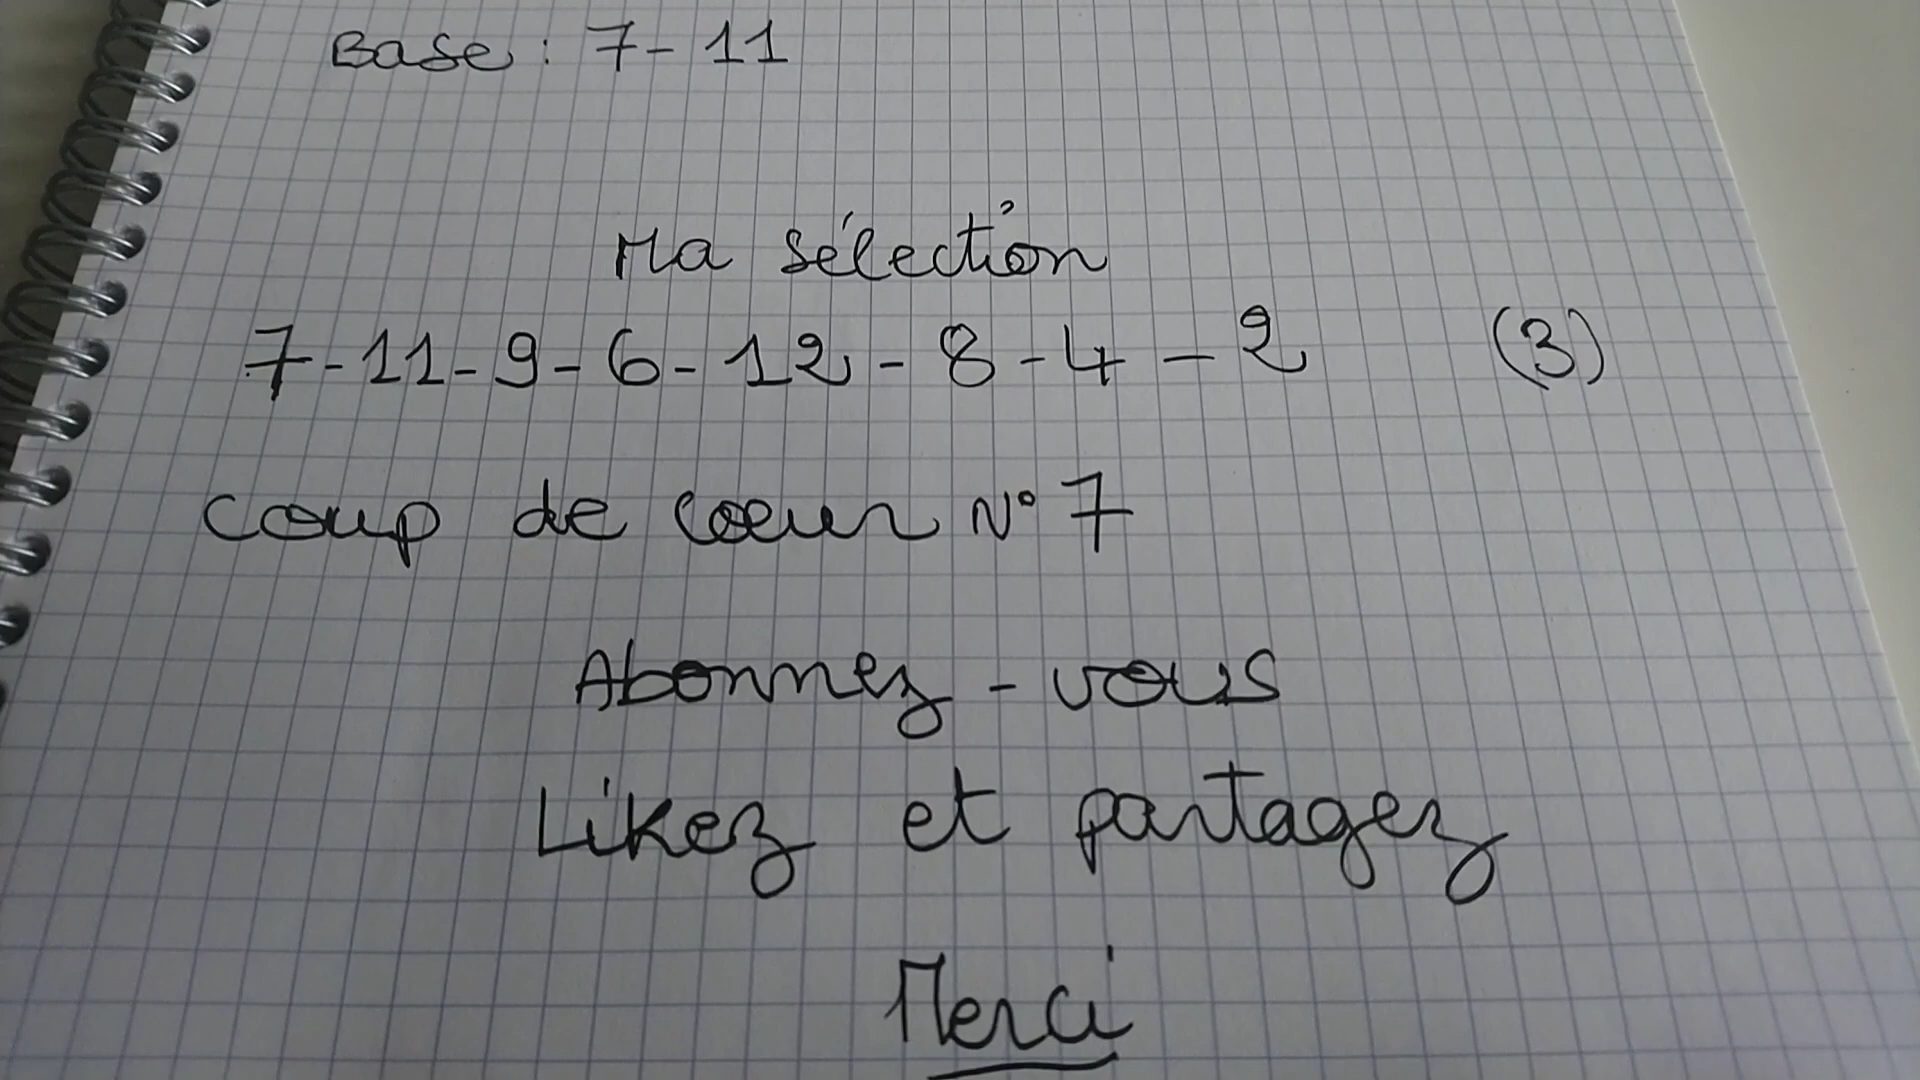 Base : 7-11
Ma sélection
7-11-9-6-12-8-4-2 (3)
coup de coeur N° 7
Abonnez-vous
Likez et partagez
Merci